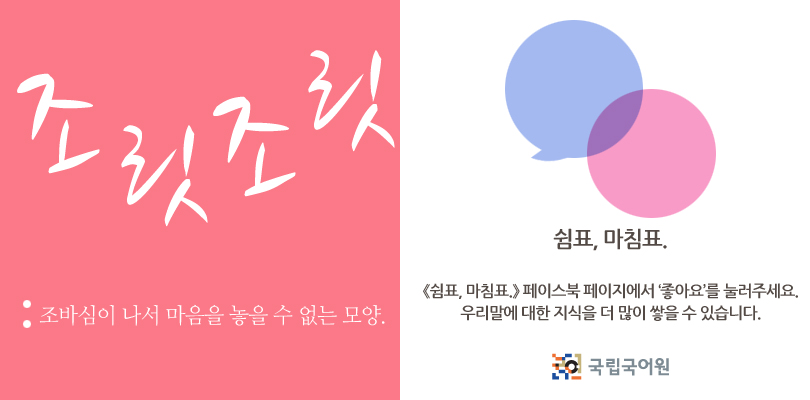 조릿조릿
: 조바심이 나서 마음을 놓을 수 없는 모양.
쉼표, 마침표.
《쉼표, 마침표.》 페이스북 페이지에서 '좋아요'를 눌러주세요.
우리말에 대한 지식을 더 많이 쌓을 수 있습니다.
국립국어원